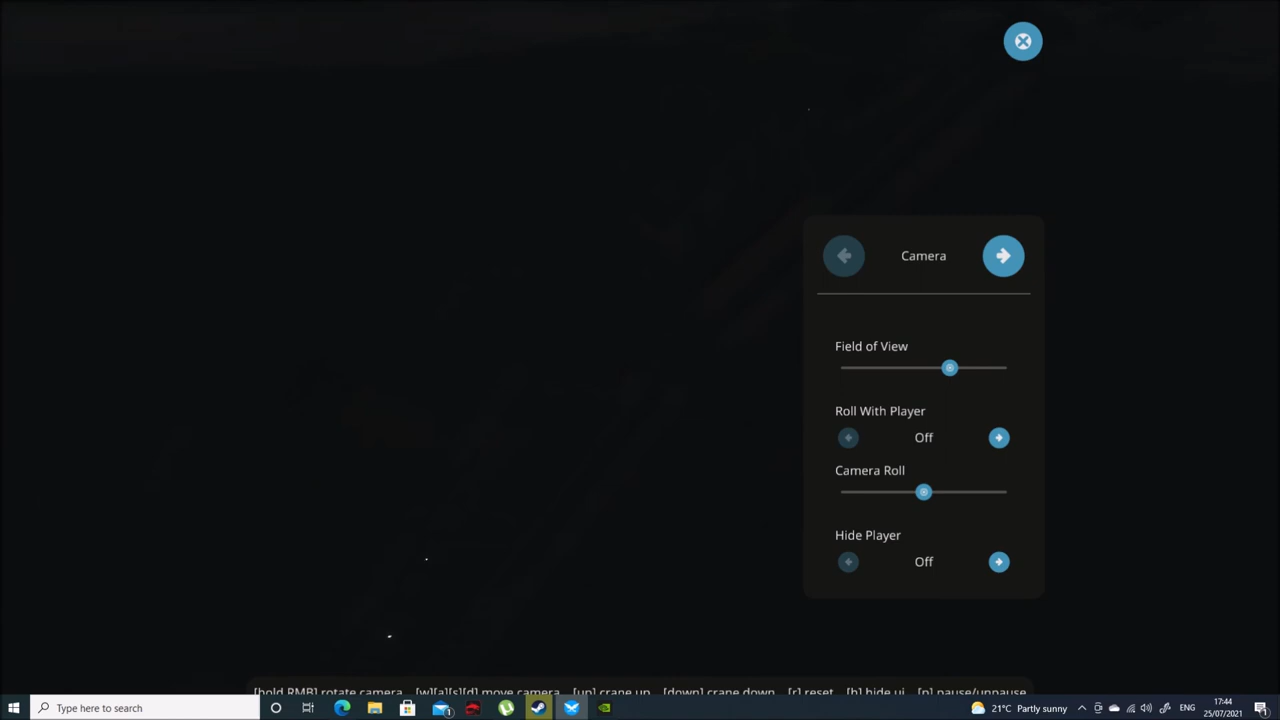 Camera
Field of View
Roll With Player
Off
Camera Roll
Hide Player
Off
[hold RMB] rotate camera [w][a][s][d] move camera [up] crane up [down] crane down [r] reset [h] hide ui [p] pause/unpause
Type here to search
1
21°C Partly sunny
ENG
17:44
25/07/2021
1